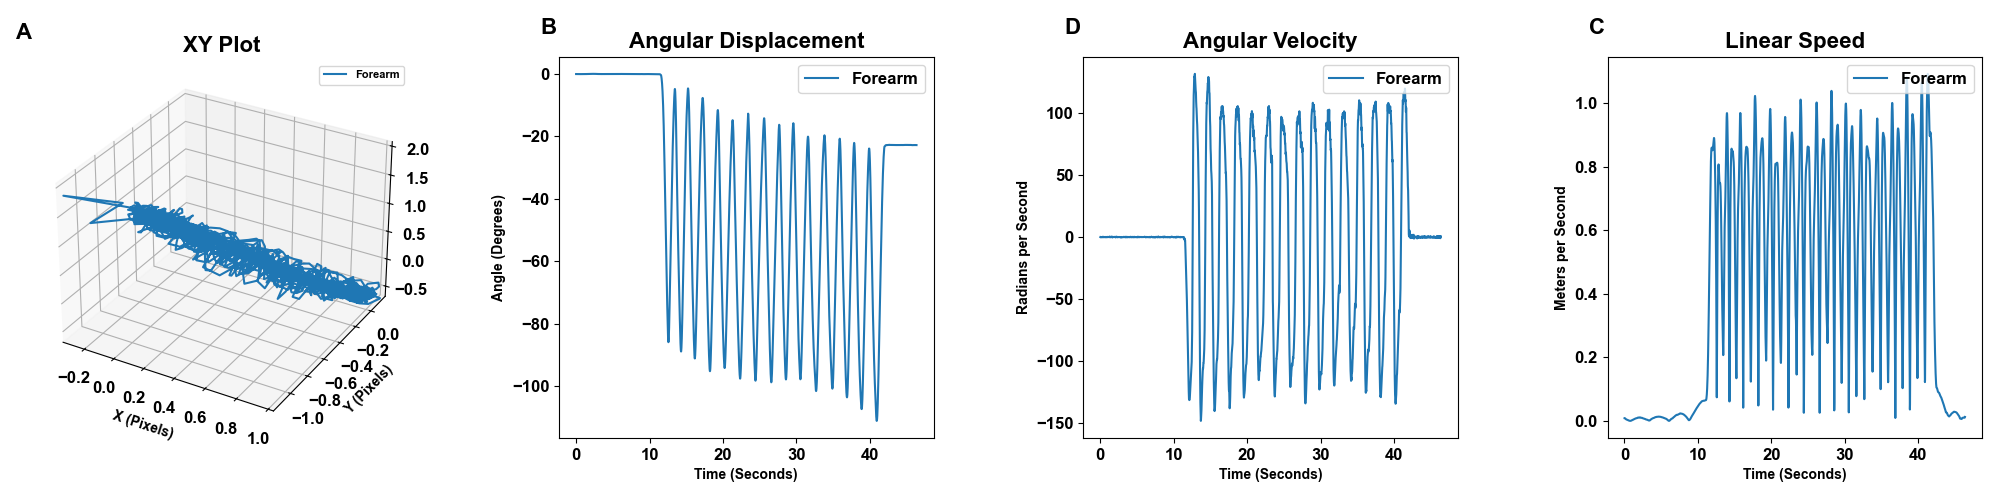 A
XY Plot
Forearm
2.0
1.5
1.0
0.5
0.0
−0.5
0.0
−0.2
−0.4
−0.6
−0.8
−1.0
Y (Pixels)
−0.2
0.0
0.2
0.4
0.6
0.8
1.0
X (Pixels)
B
Angular Displacement
Forearm
0
−20
−40
−60
−80
−100
Angle (Degrees)
0 10 20 30 40
Time (Seconds)
D
Angular Velocity
Forearm
100
50
0
−50
−100
−150
Radians per Second
0 10 20 30 40
Time (Seconds)
C
Linear Speed
Forearm
1.0
0.8
0.6
0.4
0.2
0.0
Meters per Second
0 10 20 30 40
Time (Seconds)